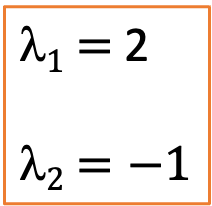 λ₁ = 2
λ₂ = −1